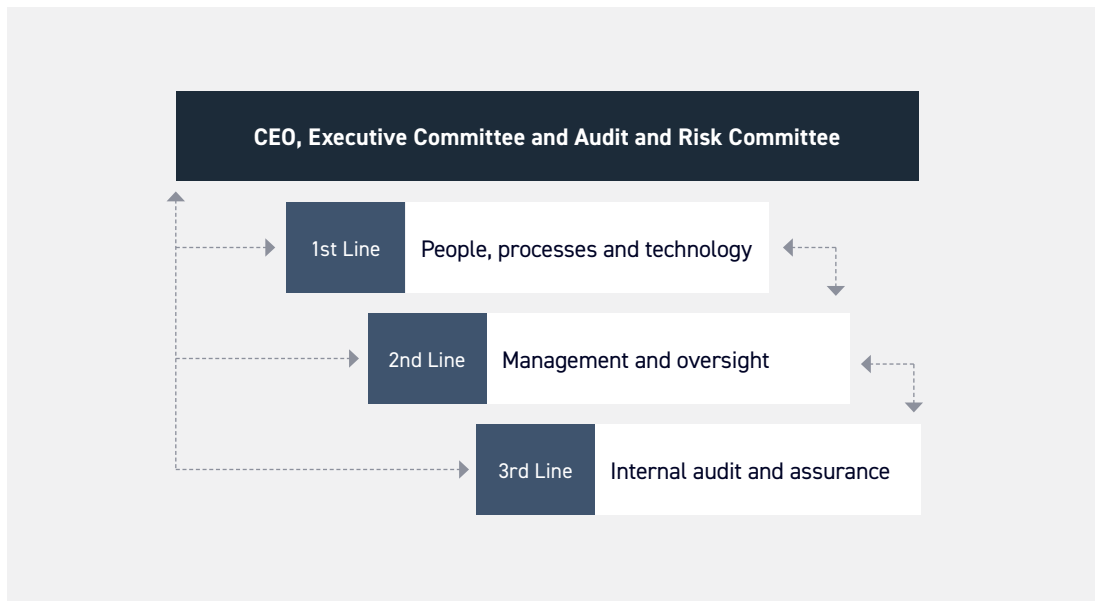 CEO, Executive Committee and Audit and Risk Committee
1st Line
People, processes and technology
2nd Line
Management and oversight
3rd Line
Internal audit and assurance